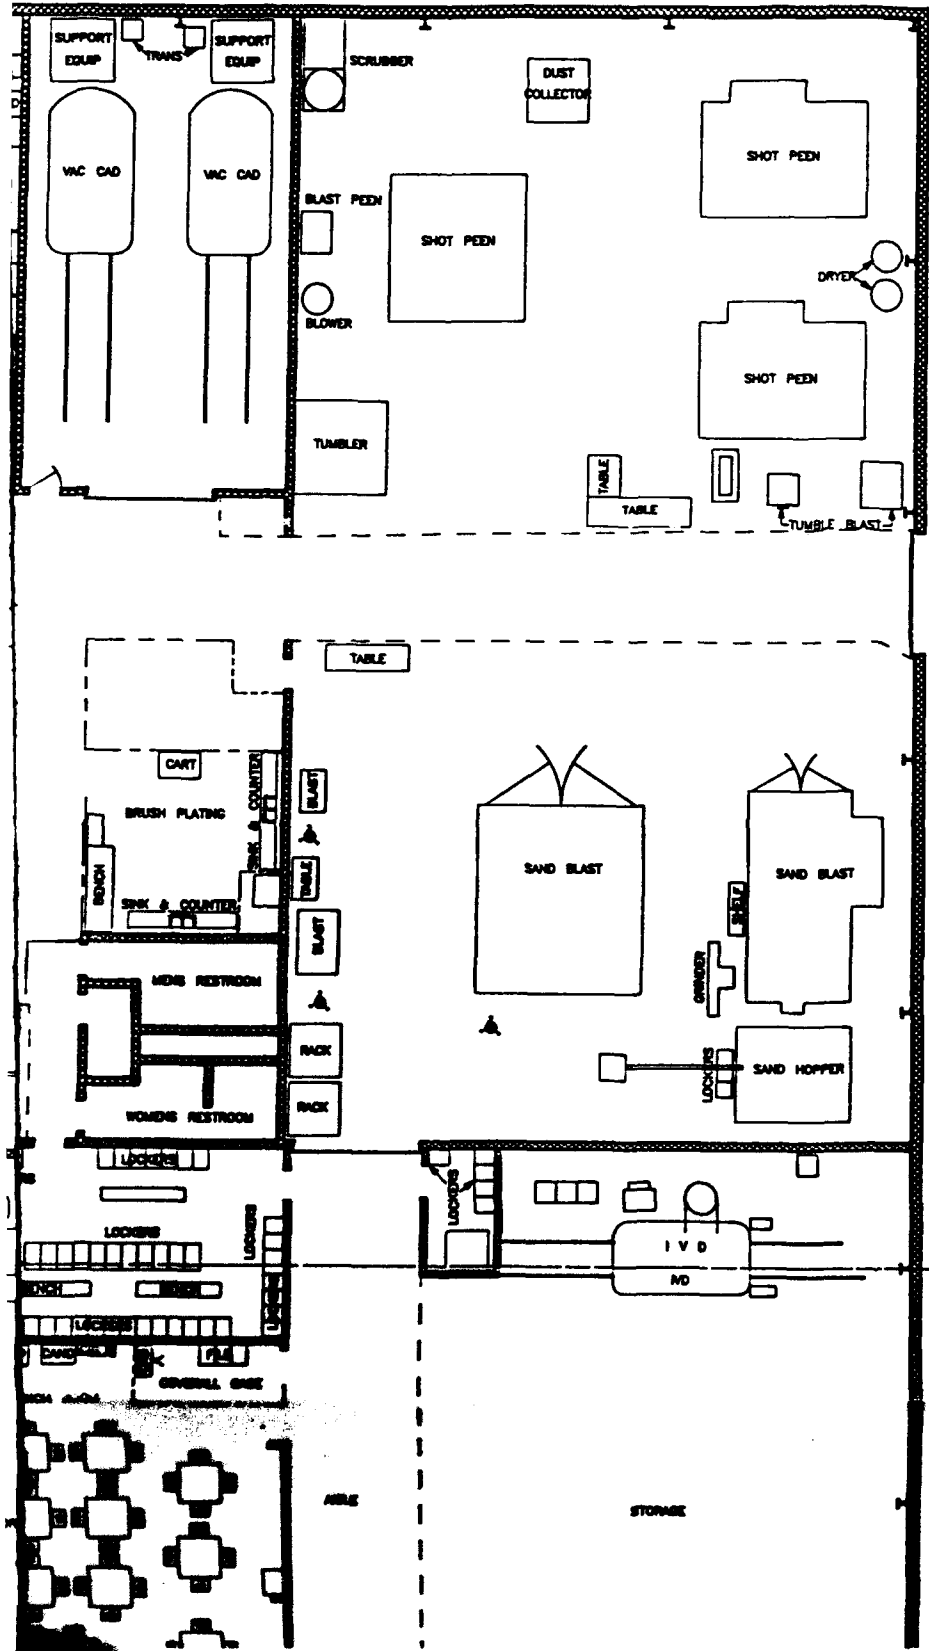 SUPPORT
EQUIP
TRANS
SUPPORT
EQUIP
SCRUBBER
DUST
COLLECTOR
SHOT PEEN
VAC CAD
VAC CAD
BLAST PEEN
SHOT PEEN
DRYER
BLOWER
SHOT PEEN
TUMBLER
TABLE
TABLE
TUMBLE BLAST
TABLE
CART
SINK & COUNTER
BLAST
BRUSH PLATING
BENCH
TABLE
SAND BLAST
SAND BLAST
SHELF
SINK & COUNTER
BLAST
GRINDER
MENS RESTROOM
RACK
LOCKERS
SAND HOPPER
RACK
WOMENS RESTROOM
LOCKERS
LOCKERS
LOCKERS
LOCKERS
I V D
IVD
BENCH
LOCKERS
LOCKERS
FILE
COVERALL CAGE
AISLE
STORAGE